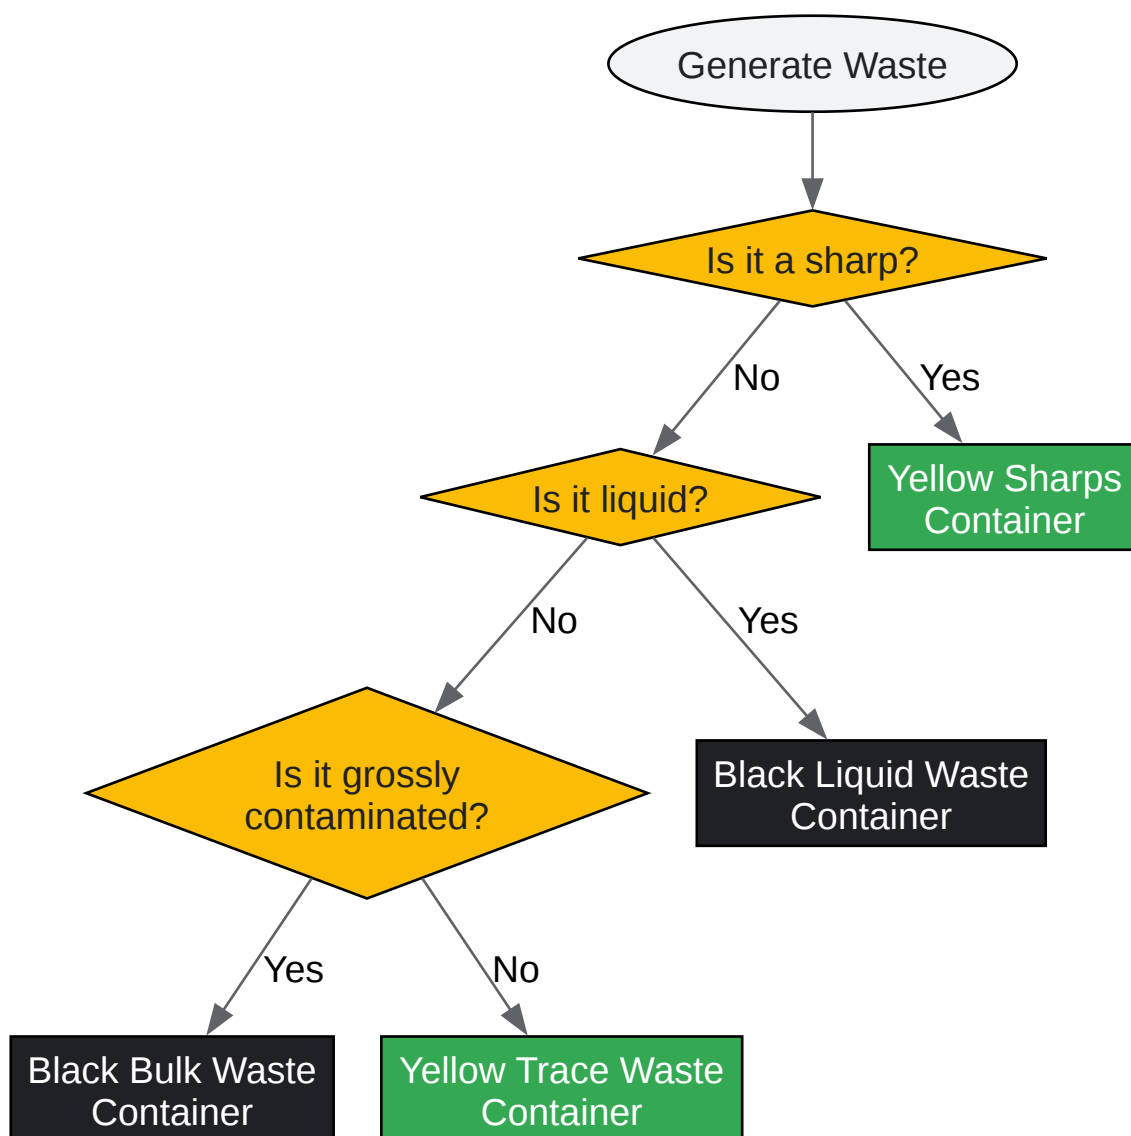 Generate Waste
Is it a sharp?
No
Yes
Yellow Sharps
Container
Is it liquid?
No
Yes
Is it grossly
contaminated?
Black Liquid Waste
Container
Yes
No
Black Bulk Waste
Container
Yellow Trace Waste
Container